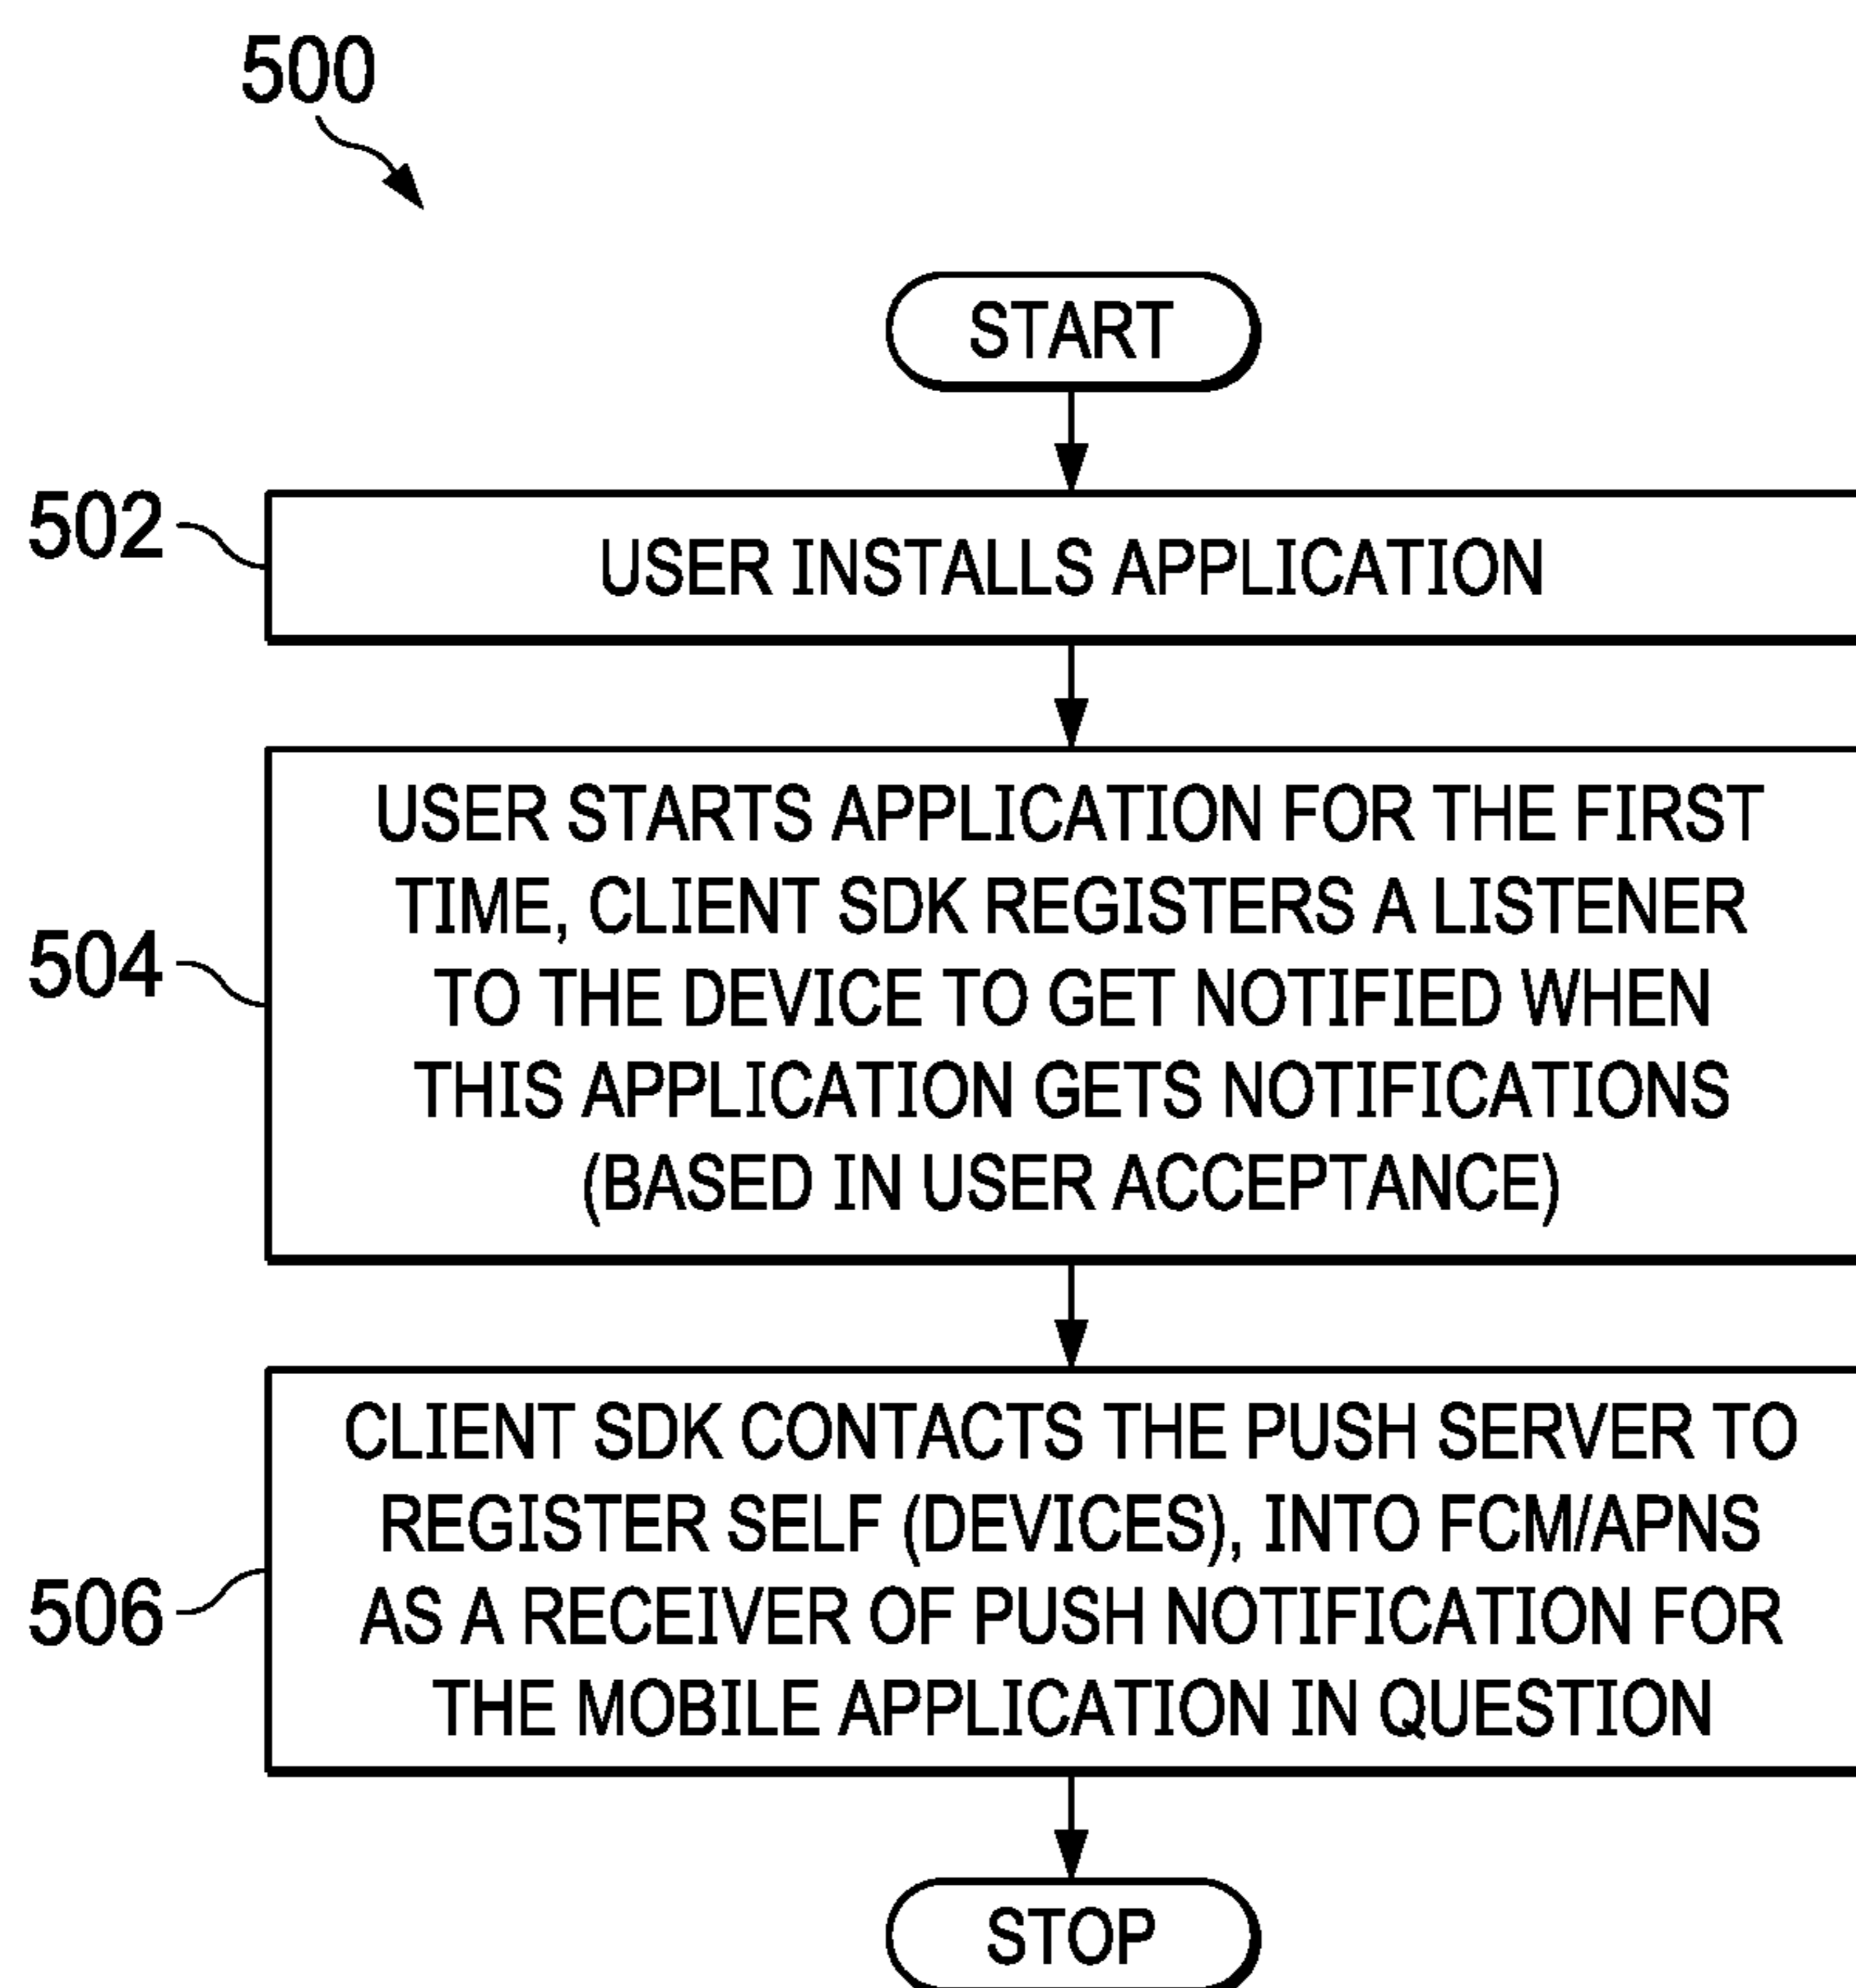 500
START
502
USER INSTALLS APPLICATION
USER STARTS APPLICATION FOR THE FIRST
TIME, CLIENT SDK REGISTERS A LISTENER
504
TO THE DEVICE TO GET NOTIFIED WHEN
THIS APPLICATION GETS NOTIFICATIONS
(BASED IN USER ACCEPTANCE)
CLIENT SDK CONTACTS THE PUSH SERVER TO
REGISTER SELF (DEVICES), INTO FCM/APNS
506
AS A RECEIVER OF PUSH NOTIFICATION FOR
THE MOBILE APPLICATION IN QUESTION
STOP